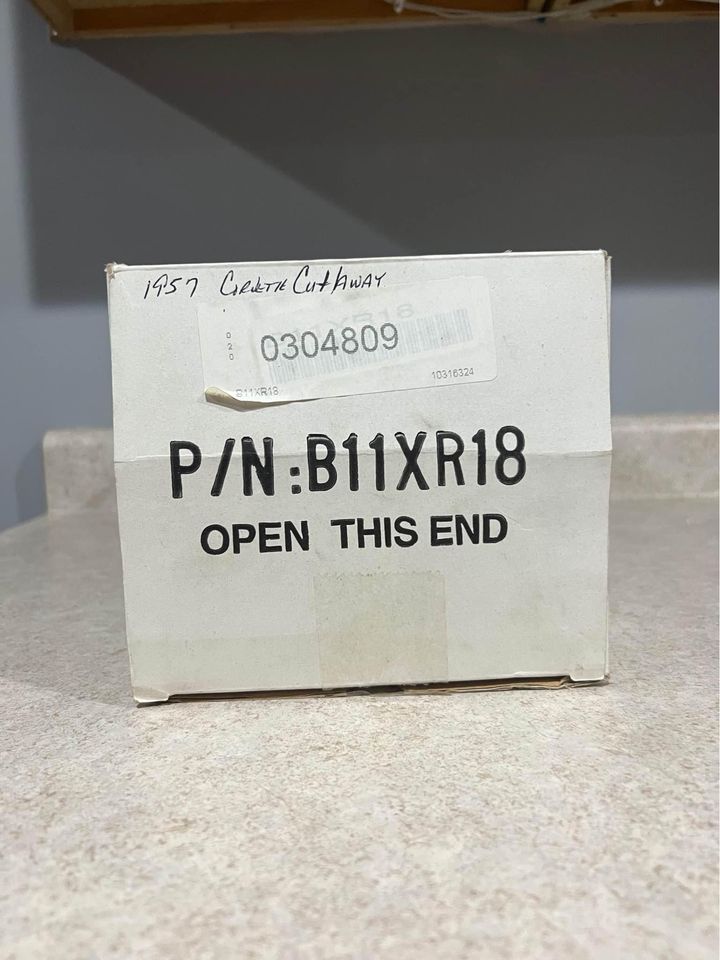 1957 Corvette CutAway
020
0304809
B11XR18
10316324
P/N:B11XR18
OPEN THIS END